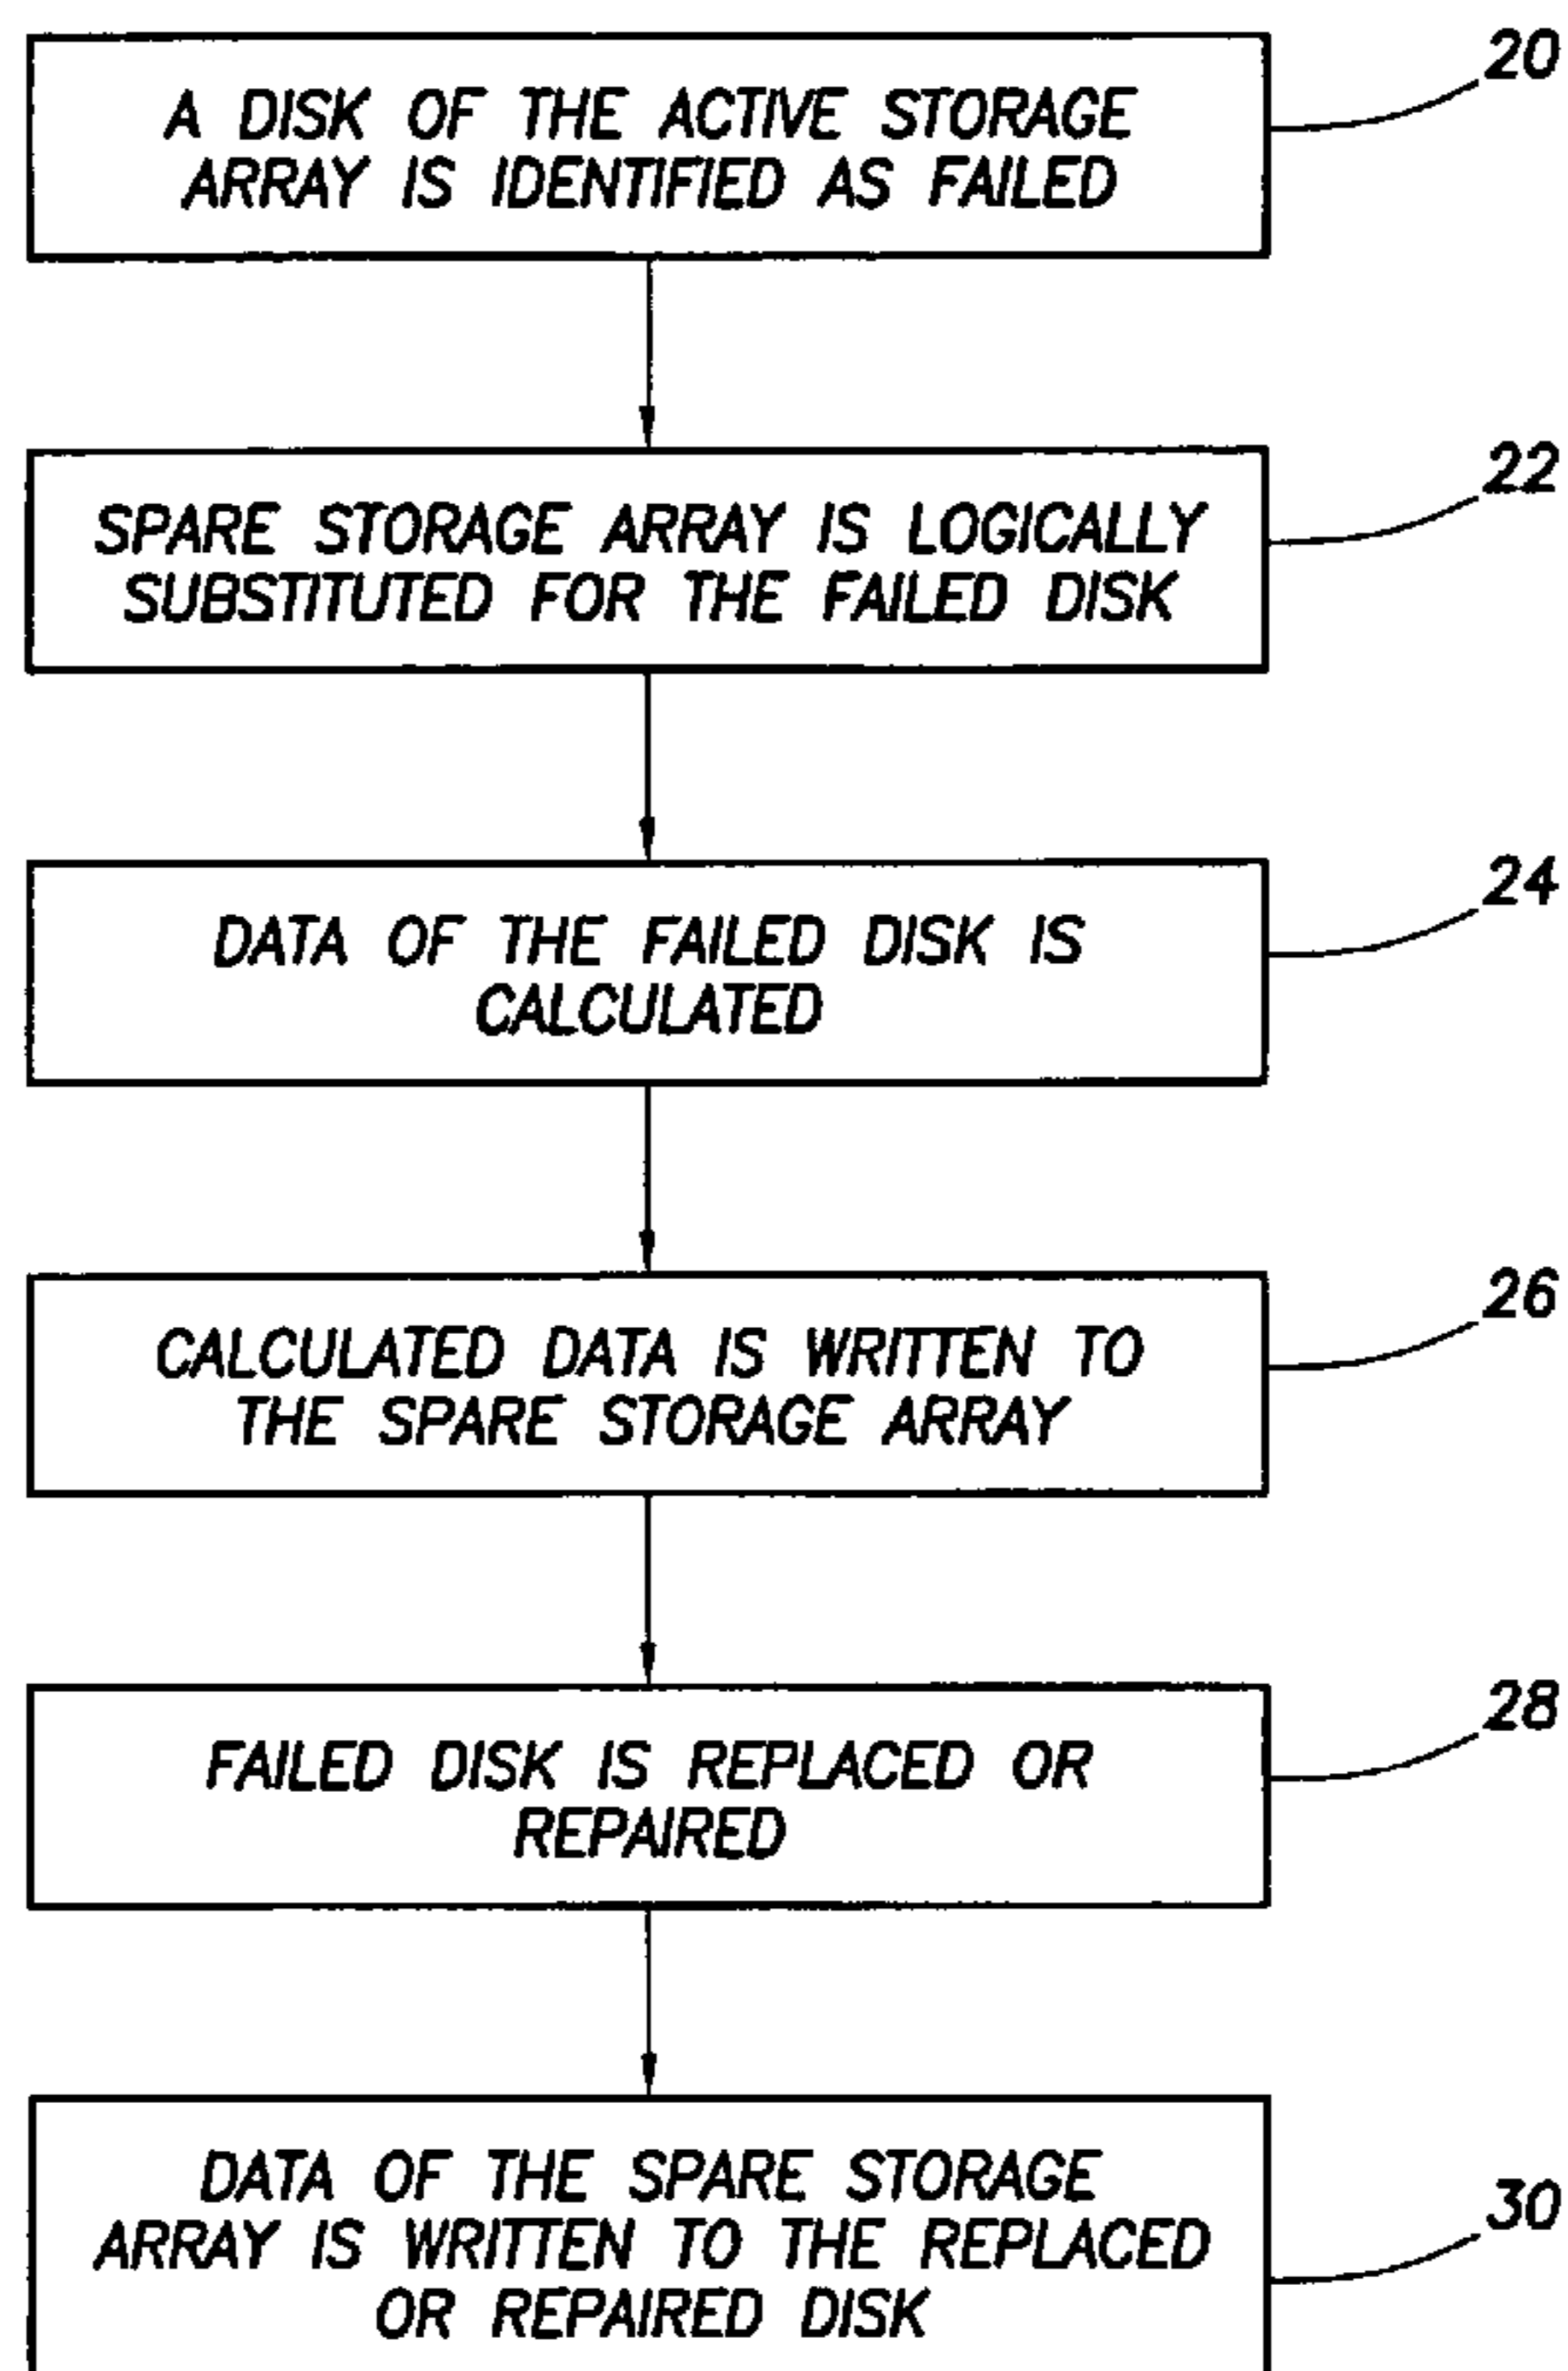 20
A DISK OF THE ACTIVE STORAGE
ARRAY IS IDENTIFIED AS FAILED
22
SPARE STORAGE ARRAY IS LOGICALLY
SUBSTITUTED FOR THE FAILED DISK
24
DATA OF THE FAILED DISK IS
CALCULATED
26
CALCULATED DATA IS WRITTEN TO
THE SPARE STORAGE ARRAY
28
FAILED DISK IS REPLACED OR
REPAIRED
DATA OF THE SPARE STORAGE
30
ARRAY IS WRITTEN TO THE REPLACED
OR REPAIRED DISK